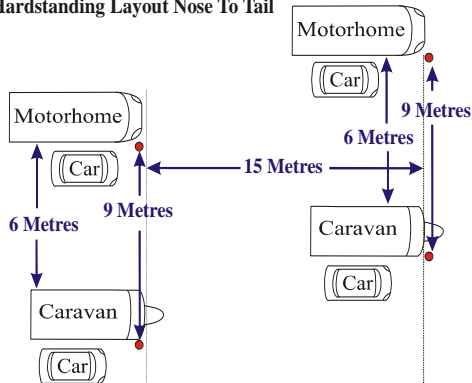 Hardstanding Layout Nose To Tail
Motorhome
Car
9 Metres
6 Metres
Motorhome
15 Metres
Car
9 Metres
6 Metres
Caravan
Car
Caravan
Car